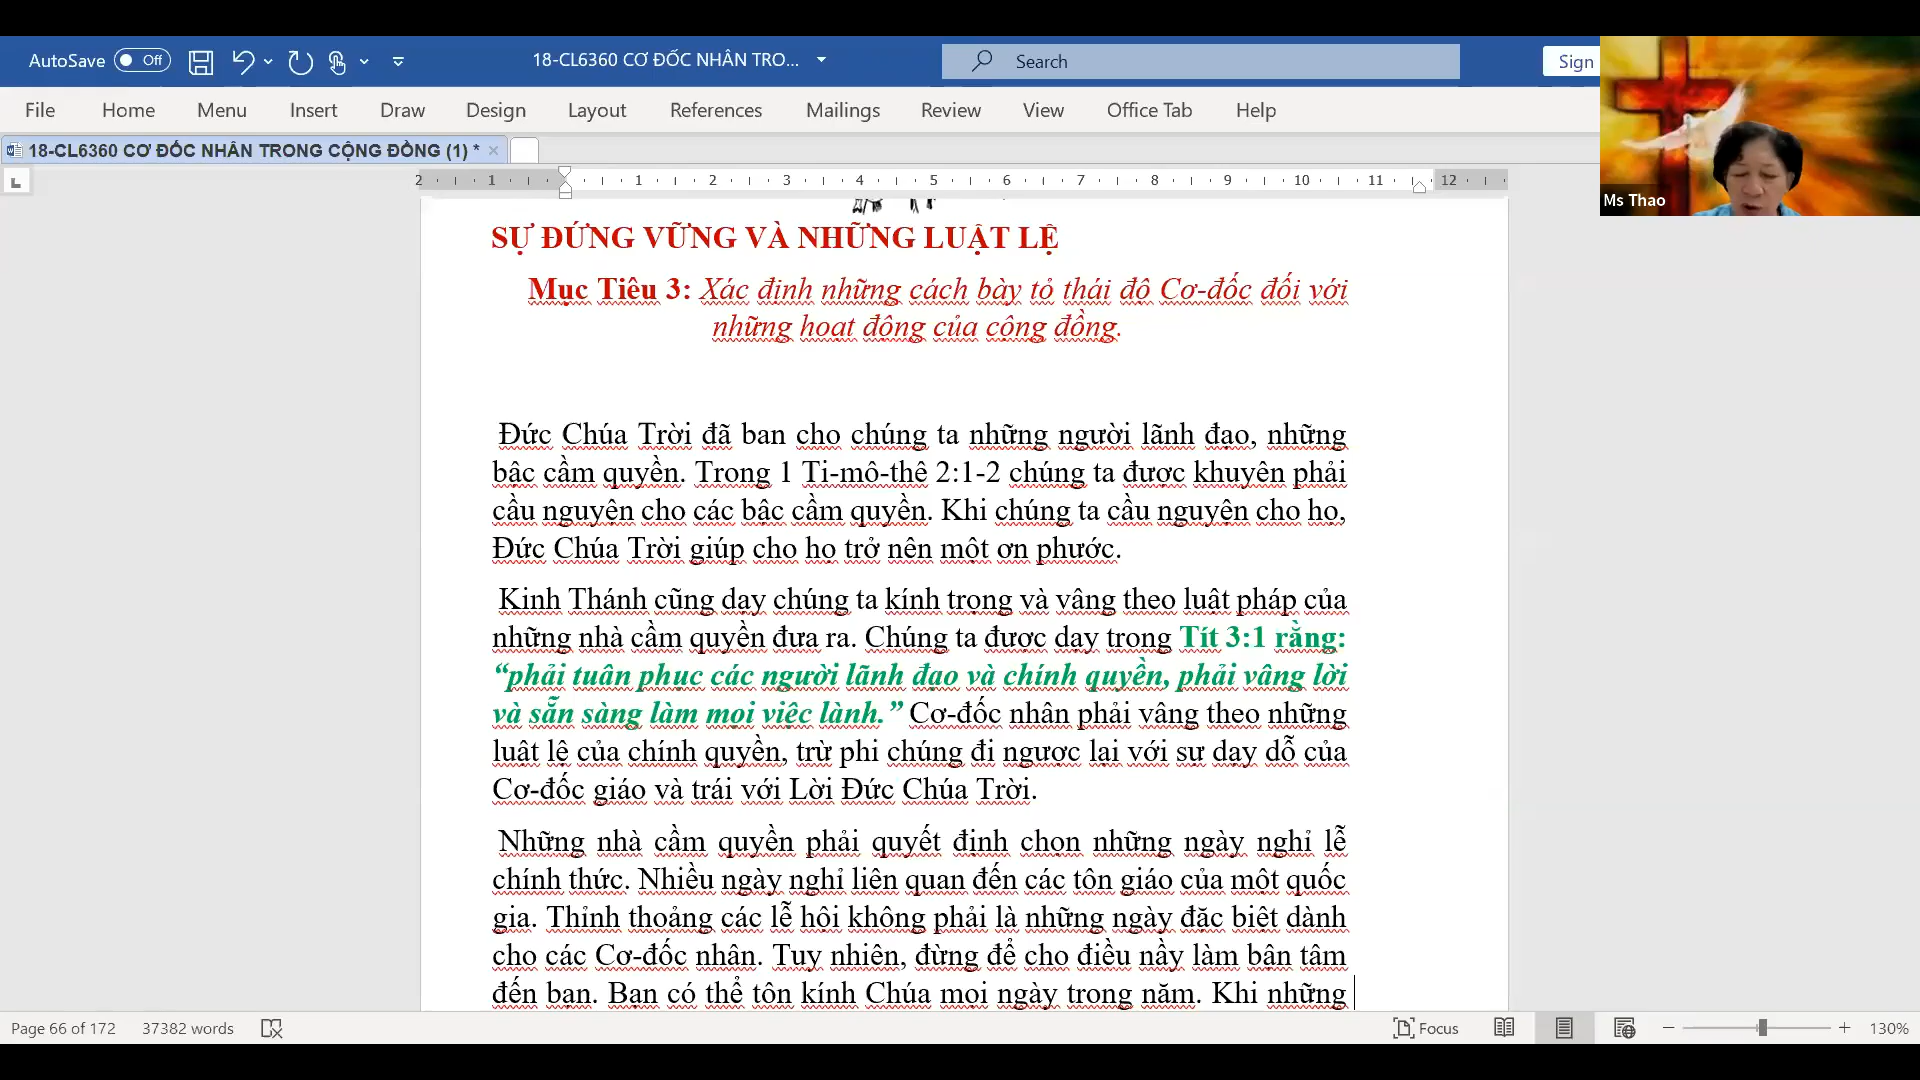 AutoSave Off 18-CL6360 CƠ ĐỐC NHÂN TRO... Search Sign
File Home Menu Insert Draw Design Layout References Mailings Review View Office Tab Help
18-CL6360 CƠ ĐỐC NHÂN TRONG CỘNG ĐỒNG (1) *
2 1 1 2 3 4 5 6 7 8 9 10 11 12
Ms Thao
SỰ ĐỨNG VỮNG VÀ NHỮNG LUẬT LỆ
Mục Tiêu 3: Xác định những cách bày tỏ thái độ Cơ-đốc đối với
những hoạt động của cộng đồng.
Đức Chúa Trời đã ban cho chúng ta những người lãnh đạo, những
bậc cầm quyền. Trong 1 Ti-mô-thê 2:1-2 chúng ta được khuyên phải
cầu nguyện cho các bậc cầm quyền. Khi chúng ta cầu nguyện cho họ,
Đức Chúa Trời giúp cho họ trở nên một ơn phước.
Kinh Thánh cũng dạy chúng ta kính trọng và vâng theo luật pháp của
những nhà cầm quyền đưa ra. Chúng ta được dạy trong Tít 3:1 rằng:
“phải tuân phục các người lãnh đạo và chính quyền, phải vâng lời
và sẵn sàng làm mọi việc lành.” Cơ-đốc nhân phải vâng theo những
luật lệ của chính quyền, trừ phi chúng đi ngược lại với sự dạy dỗ của
Cơ-đốc giáo và trái với Lời Đức Chúa Trời.
Những nhà cầm quyền phải quyết định chọn những ngày nghỉ lễ
chính thức. Nhiều ngày nghỉ liên quan đến các tôn giáo của một quốc
gia. Thỉnh thoảng các lễ hội không phải là những ngày đặc biệt dành
cho các Cơ-đốc nhân. Tuy nhiên, đừng để cho điều nầy làm bận tâm
đến bạn. Bạn có thể tôn kính Chúa mọi ngày trong năm. Khi những
Page 66 of 172 37382 words Focus 130%